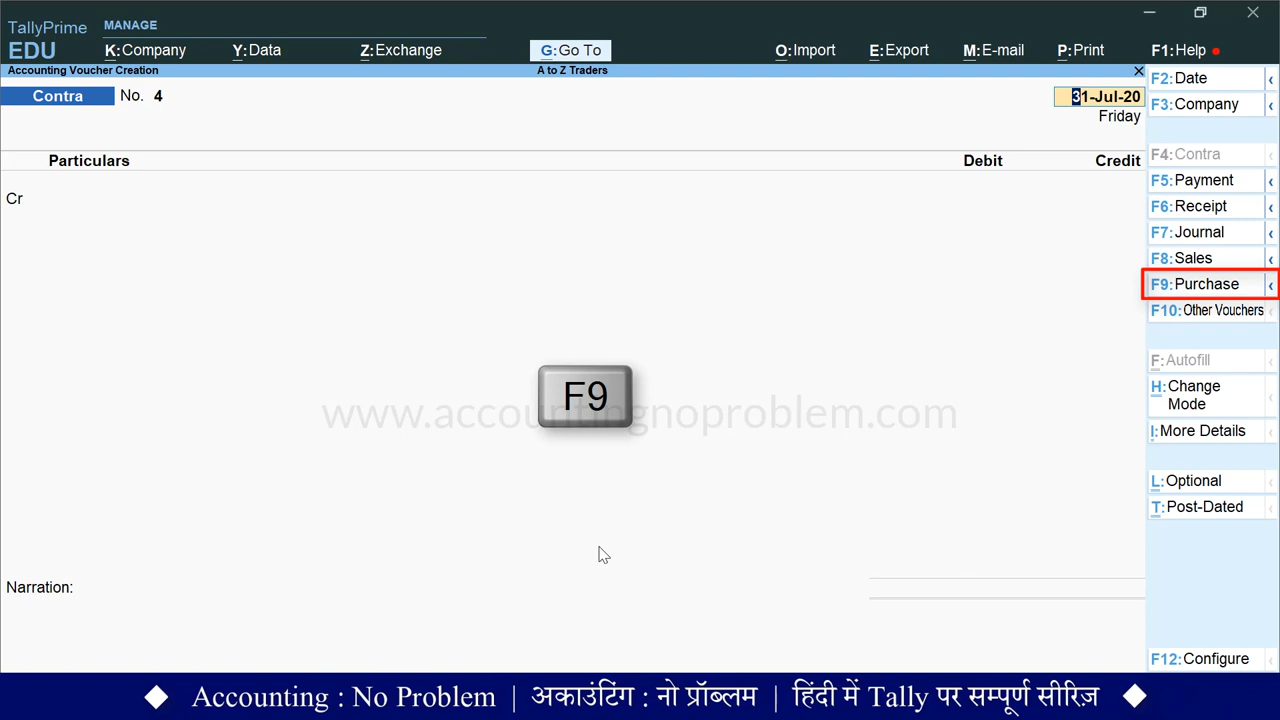 TallyPrime
EDU
MANAGE
K:Company Y:Data Z:Exchange G:Go To O:Import E:Export M:E-mail P:Print F1:Help
Accounting Voucher Creation A to Z Traders
Contra No. 4 31-Jul-20
Friday
Particulars Debit Credit
Cr
F9
www.accountingnoproblem.com
Narration:
F2:Date
F3:Company
F4:Contra
F5:Payment
F6:Receipt
F7:Journal
F8:Sales
F9:Purchase
F10:Other Vouchers
F:Autofill
H:Change
Mode
I:More Details
L:Optional
T:Post-Dated
F12:Configure
Accounting : No Problem | अकाउंटिंग : नो प्रॉब्लम | हिंदी में Tally पर सम्पूर्ण सीरिज़